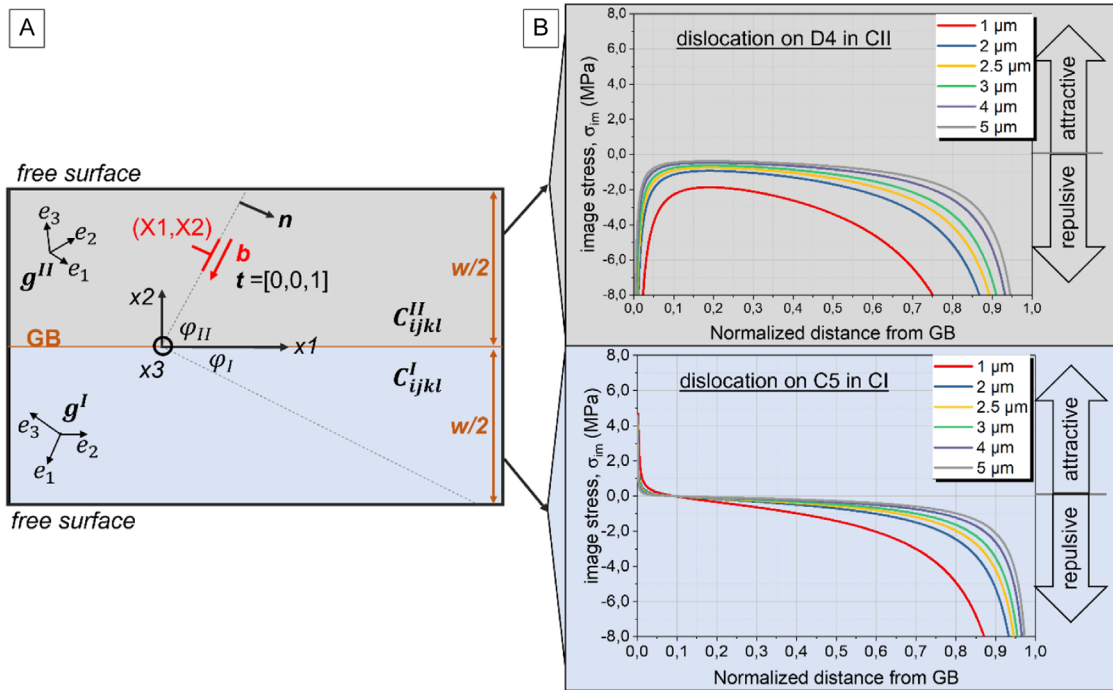 A
free surface
e₃
e₂
e₁
gᴵᴵ
(X1,X2)
n
b
t=[0,0,1]
w/2
x2
φ_II
C^II_ijkl
GB
x3
φ_I
x1
C^I_ijkl
gᴵ
e₃
e₂
e₁
w/2
free surface
B
dislocation on D4 in CII
1 µm
2 µm
2.5 µm
3 µm
4 µm
5 µm
attractive
repulsive
image stress, σ_im (MPa)
8,0
6,0
4,0
2,0
0,0
-2,0
-4,0
-6,0
-8,0
0,0 0,1 0,2 0,3 0,4 0,5 0,6 0,7 0,8 0,9 1,0
Normalized distance from GB
dislocation on C5 in CI
1 µm
2 µm
2.5 µm
3 µm
4 µm
5 µm
attractive
repulsive
image stress, σ_im (MPa)
8,0
6,0
4,0
2,0
0,0
-2,0
-4,0
-6,0
-8,0
0,0 0,1 0,2 0,3 0,4 0,5 0,6 0,7 0,8 0,9 1,0
Normalized distance from GB